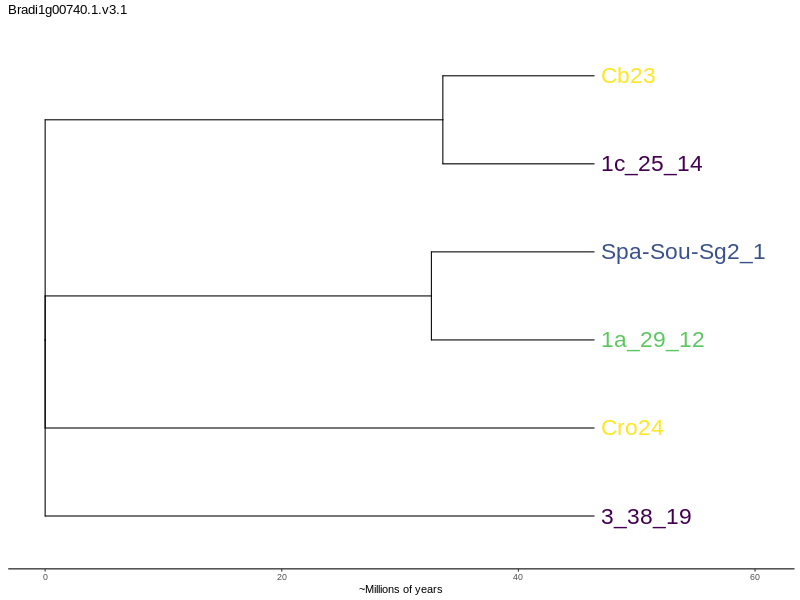 Bradi1g00740.1.v3.1
Cb23
1c_25_14
Spa-Sou-Sg2_1
1a_29_12
Cro24
3_38_19
0 20 40 60
~Millions of years